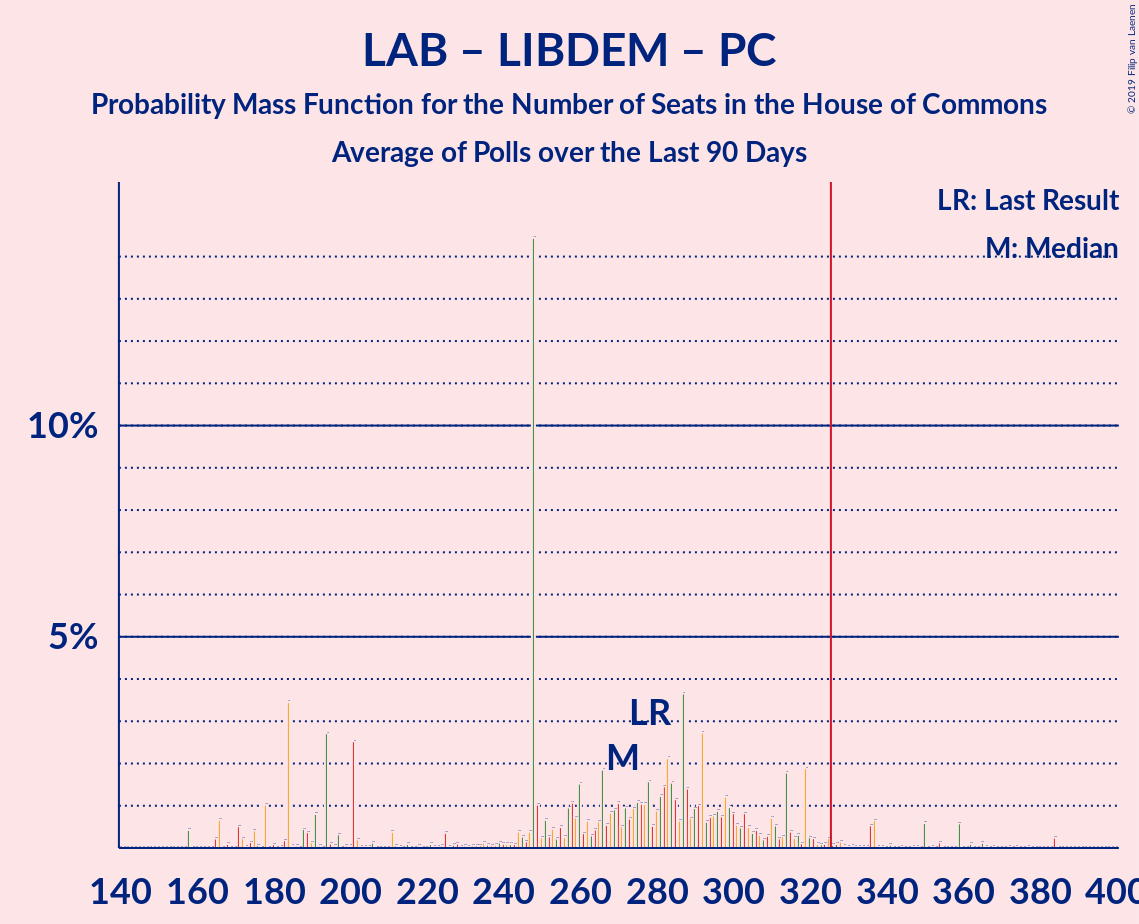 LAB – LIBDEM – PC
Probability Mass Function for the Number of Seats in the House of Commons
Average of Polls over the Last 90 Days
© 2019 Filip van Laenen
LR: Last Result
M: Median
10%
5%
LR
M
140 160 180 200 220 240 260 280 300 320 340 360 380 400